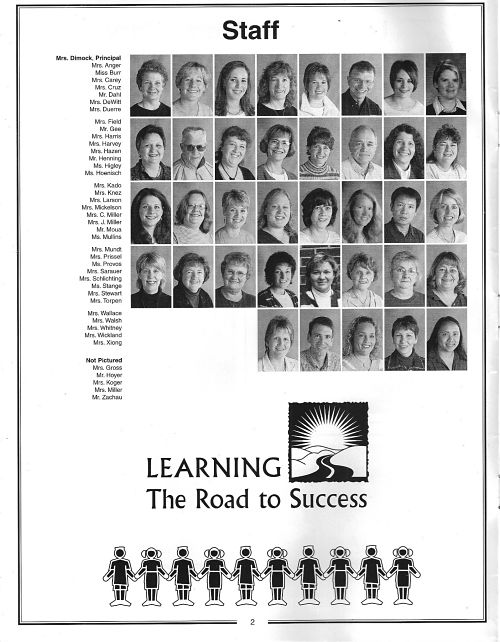 Staff
Mrs. Dimock, Principal
Mrs. Anger
Miss Burr
Mrs. Carey
Mrs. Cruz
Mr. Dahl
Mrs. DeWitt
Mrs. Duerre
Mrs. Field
Mr. Gee
Mrs. Harris
Mrs. Harvey
Mrs. Hazen
Mr. Henning
Ms. Higley
Ms. Hoenisch
Mrs. Kado
Mrs. Knez
Mrs. Larson
Mrs. Mickelson
Mrs. C. Miller
Mrs. J. Miller
Mr. Moua
Ms. Mullins
Mrs. Mundt
Mrs. Prissel
Ms. Provos
Mrs. Sarauer
Mrs. Schlichting
Ms. Stange
Mrs. Stewart
Mrs. Torpen
Mrs. Wallace
Mrs. Walsh
Mrs. Whitney
Mrs. Wickland
Mrs. Xiong
Not Pictured
Mrs. Gross
Mr. Hoyer
Mrs. Koger
Mrs. Miller
Mr. Zachau
LEARNING
The Road to Success
2